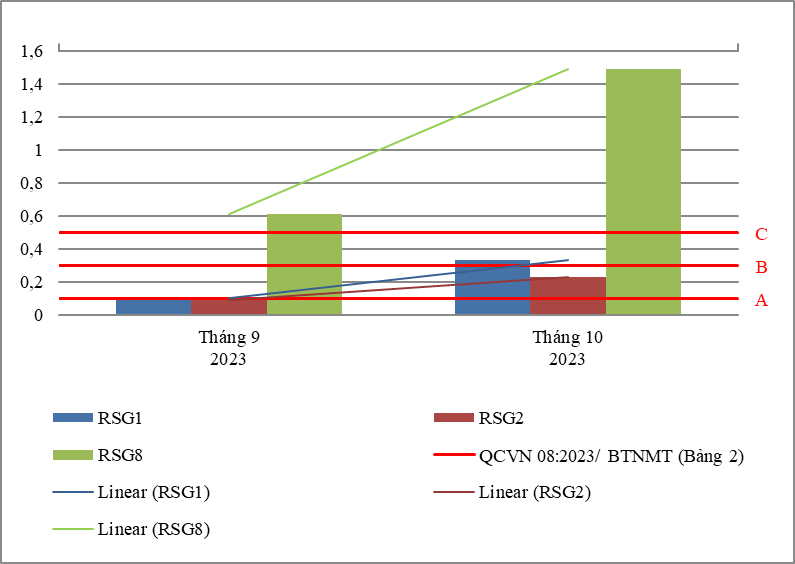 1,6
1,4
1,2
1
0,8
0,6
0,4
0,2
0
C
B
A
Tháng 9
2023
Tháng 10
2023
RSG1
RSG2
RSG8
QCVN 08:2023/ BTNMT (Bảng 2)
Linear (RSG1)
Linear (RSG2)
Linear (RSG8)